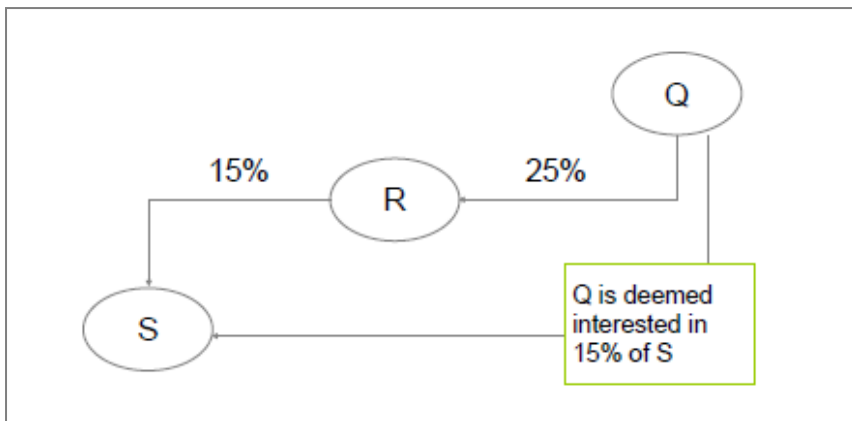 Q
15%
25%
R
Q is deemed
interested in
15% of S
S